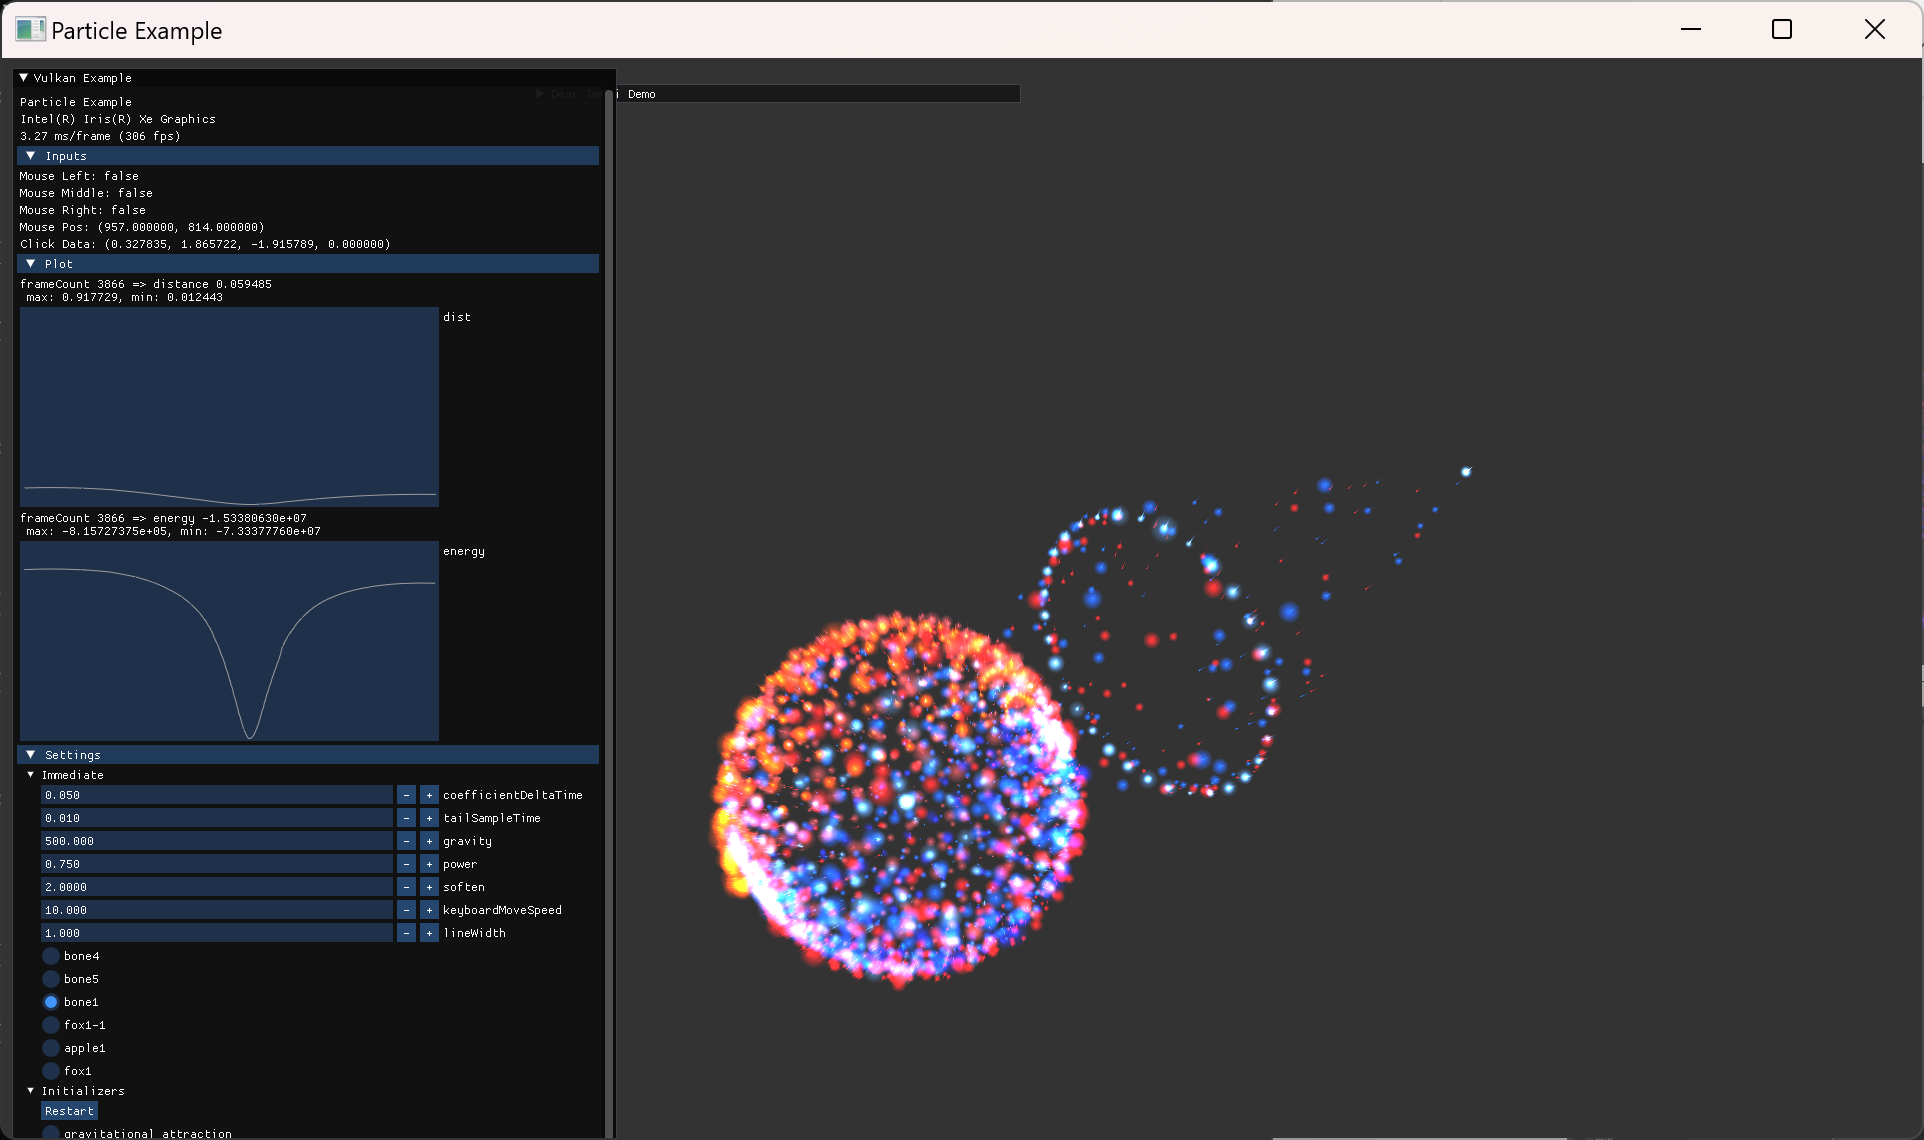 Particle Example
Vulkan Example
Dear ImGui Demo
Particle Example
Intel(R) Iris(R) Xe Graphics
3.27 ms/frame (306 fps)
Inputs
Mouse Left: false
Mouse Middle: false
Mouse Right: false
Mouse Pos: (957.000000, 814.000000)
Click Data: (0.327835, 1.865722, -1.915789, 0.000000)
Plot
frameCount 3866 => distance 0.059485
max: 0.917729, min: 0.012443
dist
frameCount 3866 => energy -1.53380630e+07
max: -8.15727375e+05, min: -7.33377760e+07
energy
Settings
Immediate
0.050 - + coefficientDeltaTime
0.010 - + tailSampleTime
500.000 - + gravity
0.750 - + power
2.0000 - + soften
10.000 - + keyboardMoveSpeed
1.000 - + lineWidth
bone4
bone5
bone1
fox1-1
apple1
fox1
Initializers
Restart
gravitational attraction